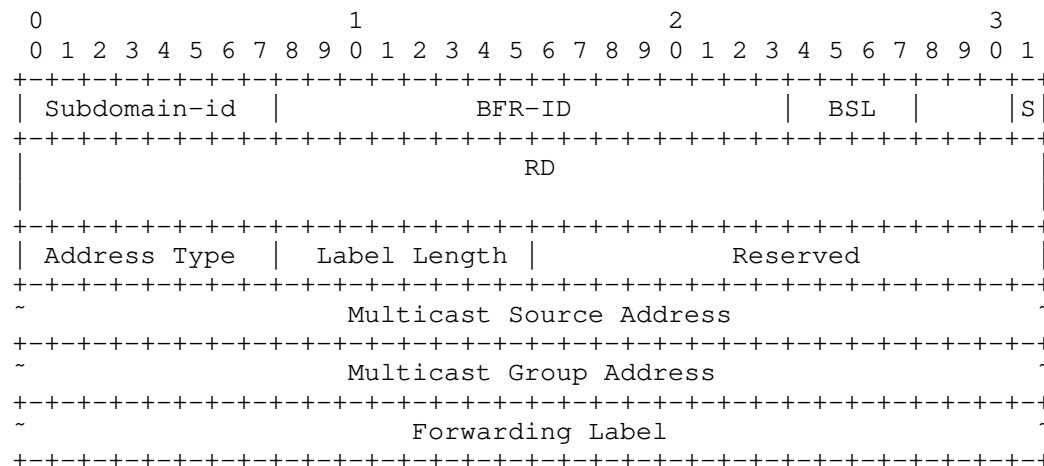 0                   1                   2                   3
 0 1 2 3 4 5 6 7 8 9 0 1 2 3 4 5 6 7 8 9 0 1 2 3 4 5 6 7 8 9 0 1
+-+-+-+-+-+-+-+-+-+-+-+-+-+-+-+-+-+-+-+-+-+-+-+-+-+-+-+-+-+-+-+-+
| Subdomain-id  |            BFR-ID             |  BSL  |     |S|
+-+-+-+-+-+-+-+-+-+-+-+-+-+-+-+-+-+-+-+-+-+-+-+-+-+-+-+-+-+-+-+-+
|                               RD                              |
|                                                               |
+-+-+-+-+-+-+-+-+-+-+-+-+-+-+-+-+-+-+-+-+-+-+-+-+-+-+-+-+-+-+-+-+
| Address Type  |  Label Length |            Reserved           |
+-+-+-+-+-+-+-+-+-+-+-+-+-+-+-+-+-+-+-+-+-+-+-+-+-+-+-+-+-+-+-+-+
~                    Multicast Source Address                   ~
+-+-+-+-+-+-+-+-+-+-+-+-+-+-+-+-+-+-+-+-+-+-+-+-+-+-+-+-+-+-+-+-+
~                    Multicast Group Address                    ~
+-+-+-+-+-+-+-+-+-+-+-+-+-+-+-+-+-+-+-+-+-+-+-+-+-+-+-+-+-+-+-+-+
~                        Forwarding Label                       ~
+-+-+-+-+-+-+-+-+-+-+-+-+-+-+-+-+-+-+-+-+-+-+-+-+-+-+-+-+-+-+-+-+